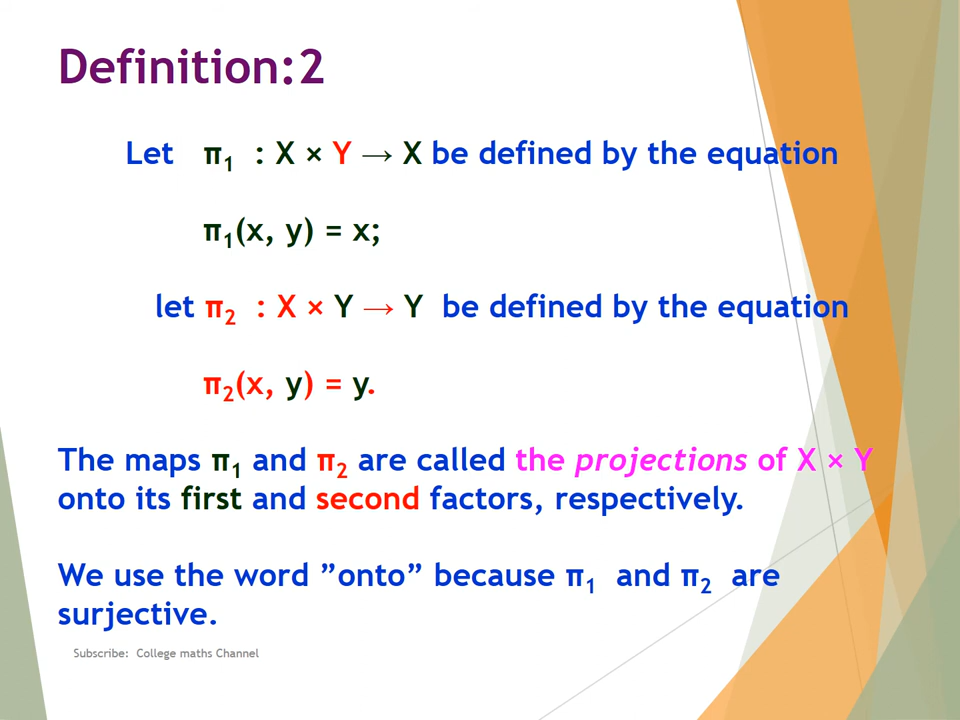 Definition:2
Let π₁ : X × Y → X be defined by the equation
π₁(x, y) = x;
let π₂ : X × Y → Y be defined by the equation
π₂(x, y) = y.
The maps π₁ and π₂ are called the projections of X × Y
onto its first and second factors, respectively.
We use the word ”onto” because π₁ and π₂ are
surjective.
Subscribe: College maths Channel